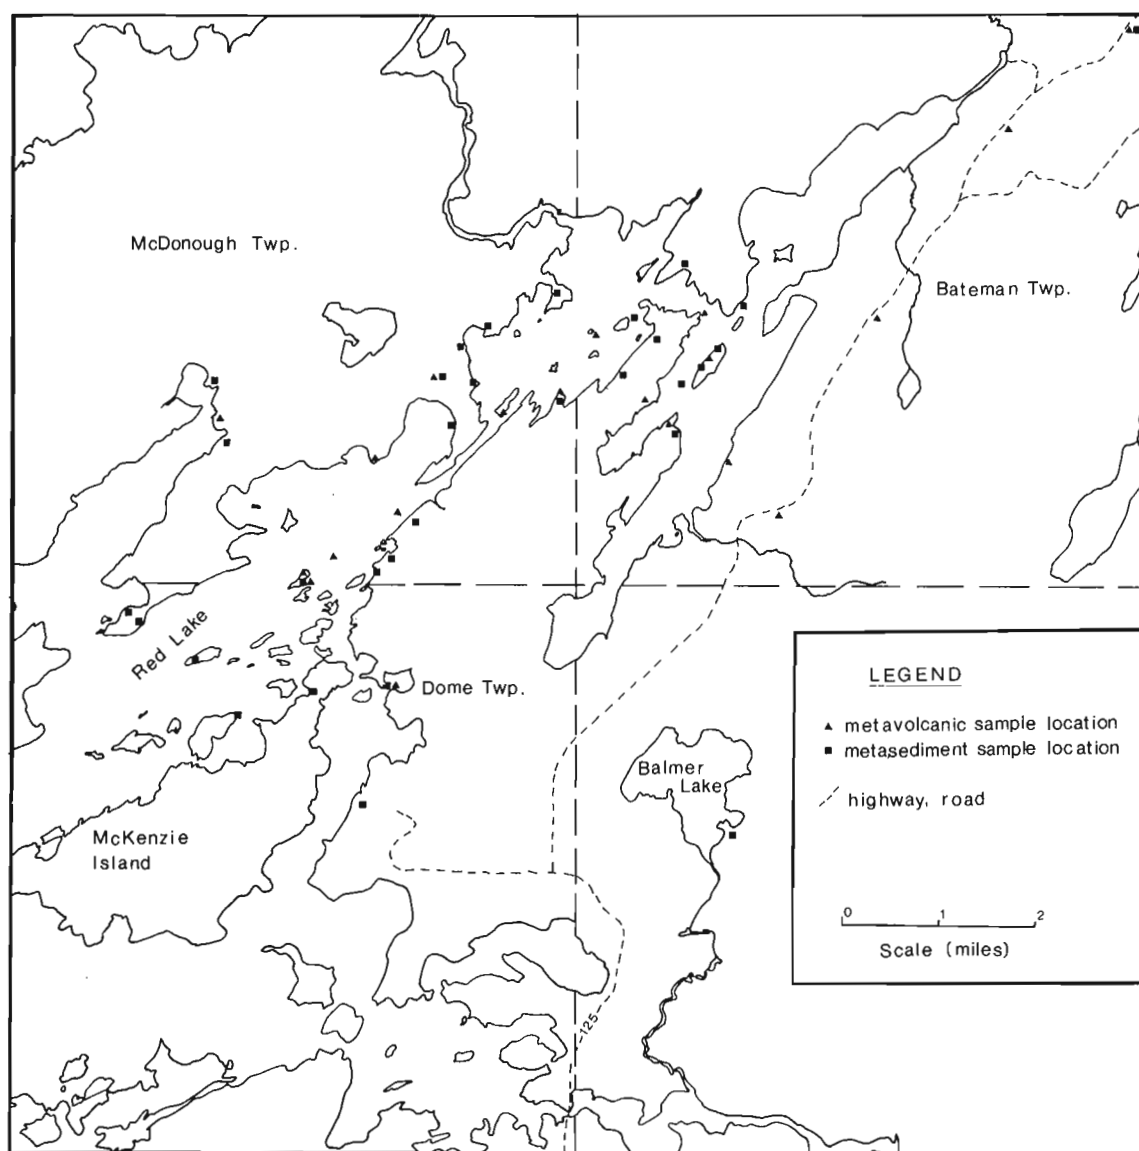 McDonough Twp.
Bateman Twp.
Red Lake
Dome Twp.
LEGEND
metavolcanic sample location
metasediment sample location
highway, road
Balmer
Lake
McKenzie
Island
0 1 2
Scale (miles)
125